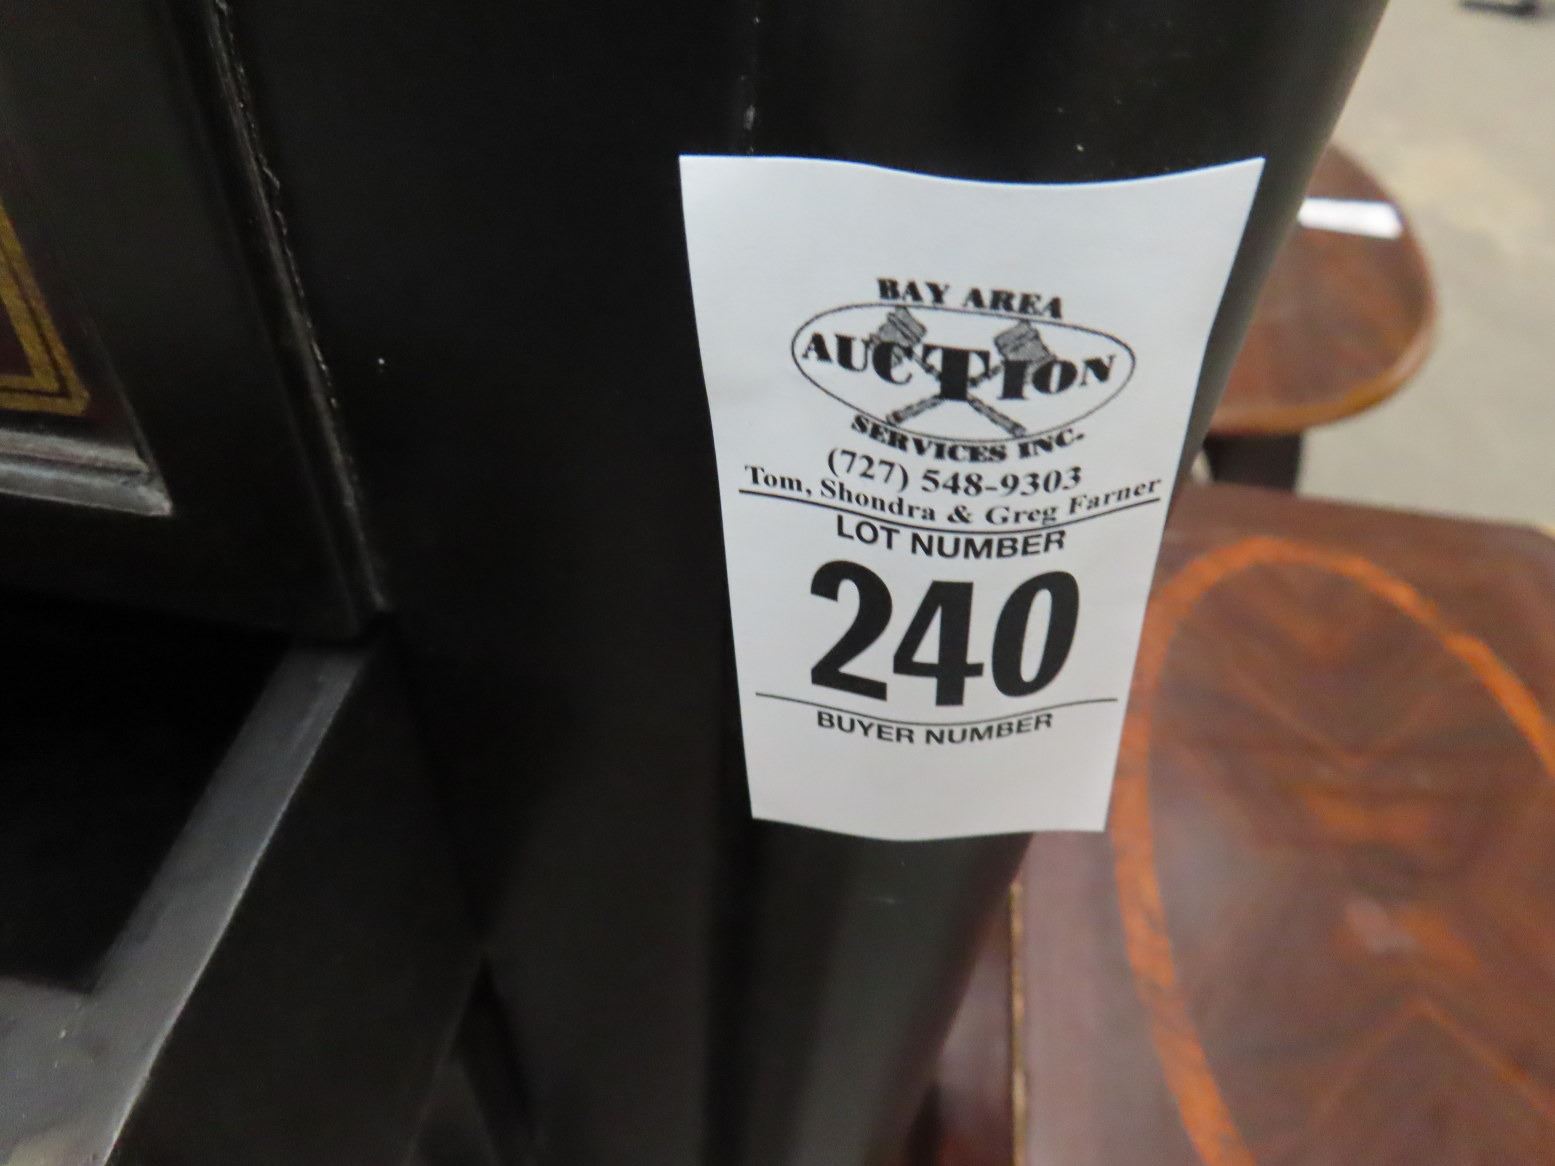 BAY AREA
AUCTION
SERVICES INC.
(727) 548-9303
Tom, Shondra & Greg Farner
LOT NUMBER
240
BUYER NUMBER